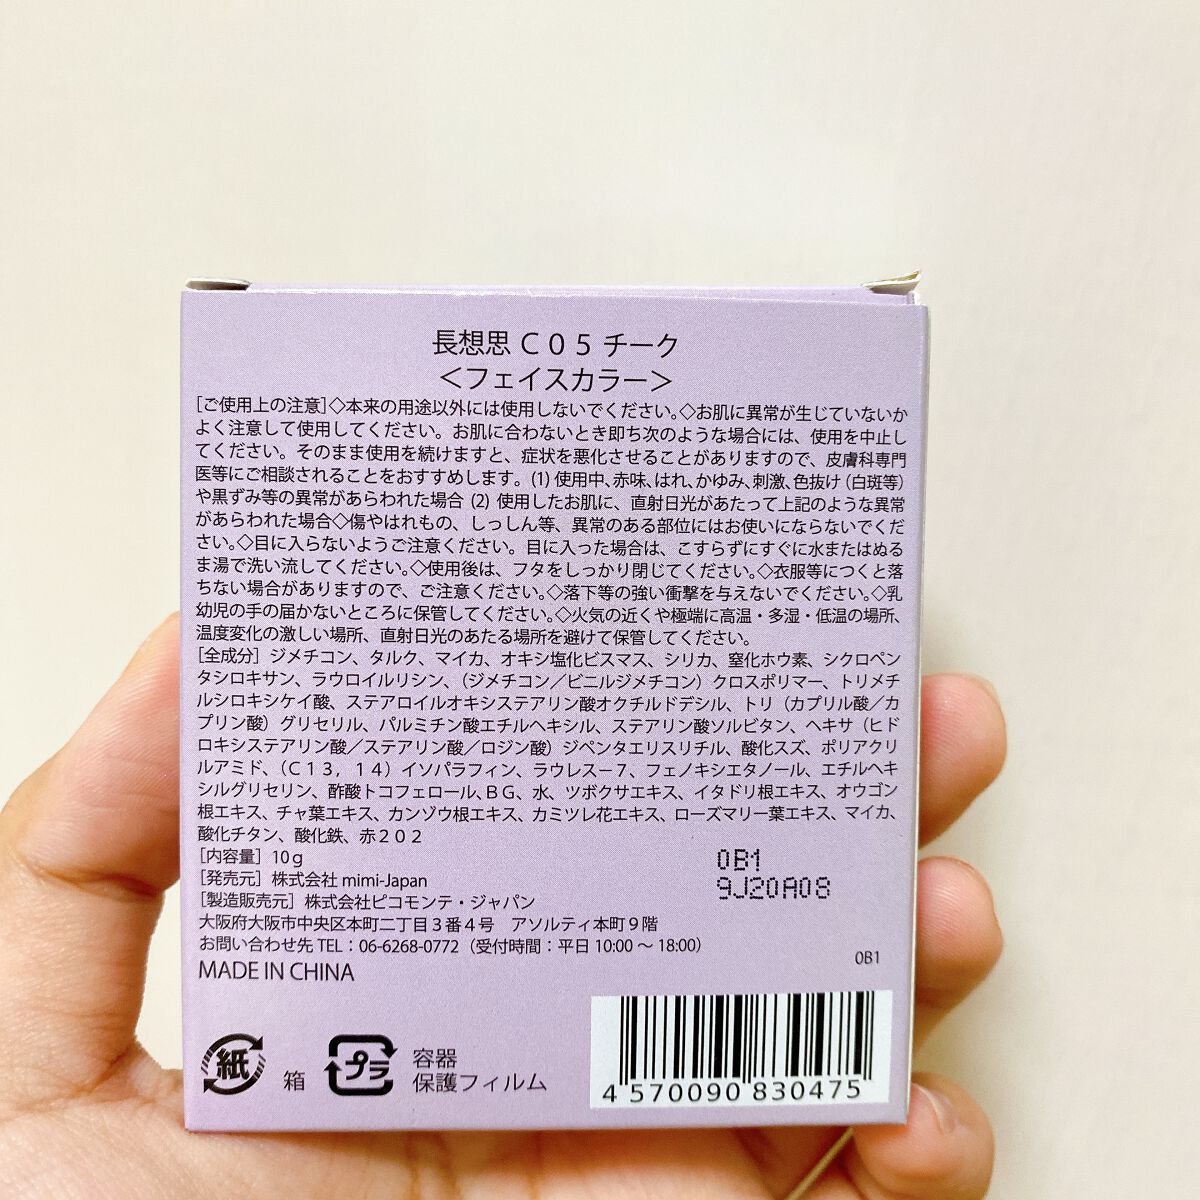 長想思 C05 チーク
＜フェイスカラー＞
[ご使用上の注意]◇本来の用途以外には使用しないでください。◇お肌に異常が生じていないか
よく注意して使用してください。お肌に合わないとき即ち次のような場合には、使用を中止し
てください。そのまま使用を続けますと、症状を悪化させることがありますので、皮膚科専門
医等にご相談されることをおすすめします。(1) 使用中、赤味、はれ、かゆみ、刺激、色抜け（白斑等）
や黒ずみ等の異常があらわれた場合 (2) 使用したお肌に、直射日光があたって上記のような異常
があらわれた場合◇傷やはれもの、しっしん等、異常のある部位にはお使いにならないでくだ
さい。◇目に入らないようご注意ください。目に入った場合は、こすらずにすぐに水またはぬる
ま湯で洗い流してください。◇使用後は、フタをしっかり閉じてください。◇衣服等につくと落
ちない場合がありますので、ご注意ください。◇落下等の強い衝撃を与えないでください。◇乳
幼児の手の届かないところに保管してください。◇火気の近くや極端に高温・多湿・低温の場所、
温度変化の激しい場所、直射日光のあたる場所を避けて保管してください。
[全成分］ジメチコン、タルク、マイカ、オキシ塩化ビスマス、シリカ、窒化ホウ素、シクロペン
タシロキサン、ラウロイルリシン、（ジメチコン／ビニルジメチコン）クロスポリマー、トリメチ
ルシロキシケイ酸、ステアロイルオキシステアリン酸オクチルドデシル、トリ（カプリル酸／カ
プリン酸）グリセリル、パルミチン酸エチルヘキシル、ステアリン酸ソルビタン、ヘキサ（ヒド
ロキシステアリン酸／ステアリン酸／ロジン酸）ジペンタエリスリチル、酸化スズ、ポリアクリ
ルアミド、（C13，14）イソパラフィン、ラウレスー7、フェノキシエタノール、エチルヘキ
シルグリセリン、酢酸トコフェロール、BG、水、ツボクサエキス、イタドリ根エキス、オウゴン
根エキス、チャ葉エキス、カンゾウ根エキス、カミツレ花エキス、ローズマリー葉エキス、マイカ、
酸化チタン、酸化鉄、赤202
[内容量］10g
[発売元］株式会社 mimi-Japan
[製造販売元］株式会社ピコモンテ・ジャパン
大阪府大阪市中央区本町二丁目3番4号 アソルティ本町9階
お問い合わせ先 TEL：06-6268-0772（受付時間：平日 10:00 〜 18:00）
MADE IN CHINA
0B1
9J20A08
0B1
紙 箱
プラ 容器
保護フィルム
4 570090 830475